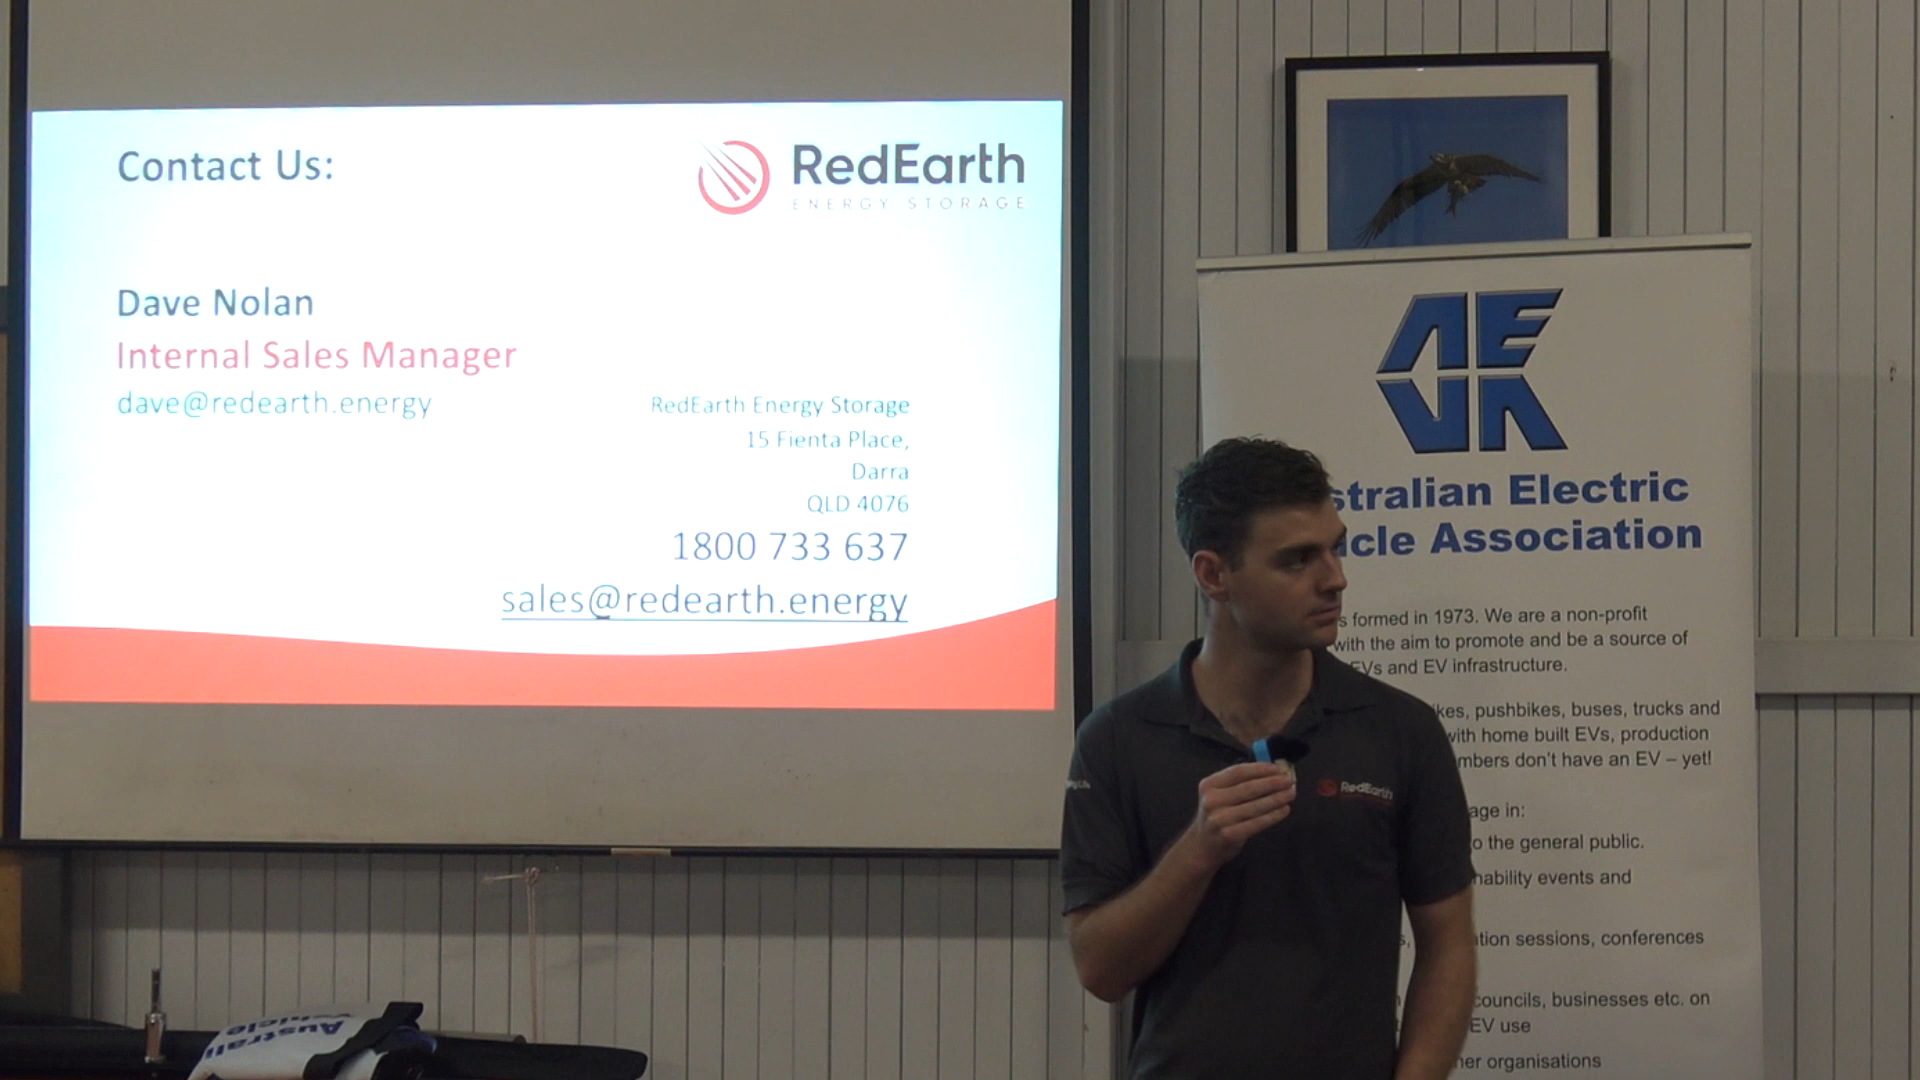 Contact Us:
RedEarth
ENERGY STORAGE
Dave Nolan
Internal Sales Manager
dave@redearth.energy
RedEarth Energy Storage
15 Fienta Place,
Darra
QLD 4076
1800 733 637
sales@redearth.energy
AEVA
stralian Electric
icle Association
s formed in 1973. We are a non-profit
with the aim to promote and be a source of
EVs and EV infrastructure.
kes, pushbikes, buses, trucks and
with home built EVs, production
mbers don't have an EV – yet!
age in:
o the general public.
nability events and
tion sessions, conferences
councils, businesses etc. on
EV use
her organisations
RedEarth
Australi
ehicle